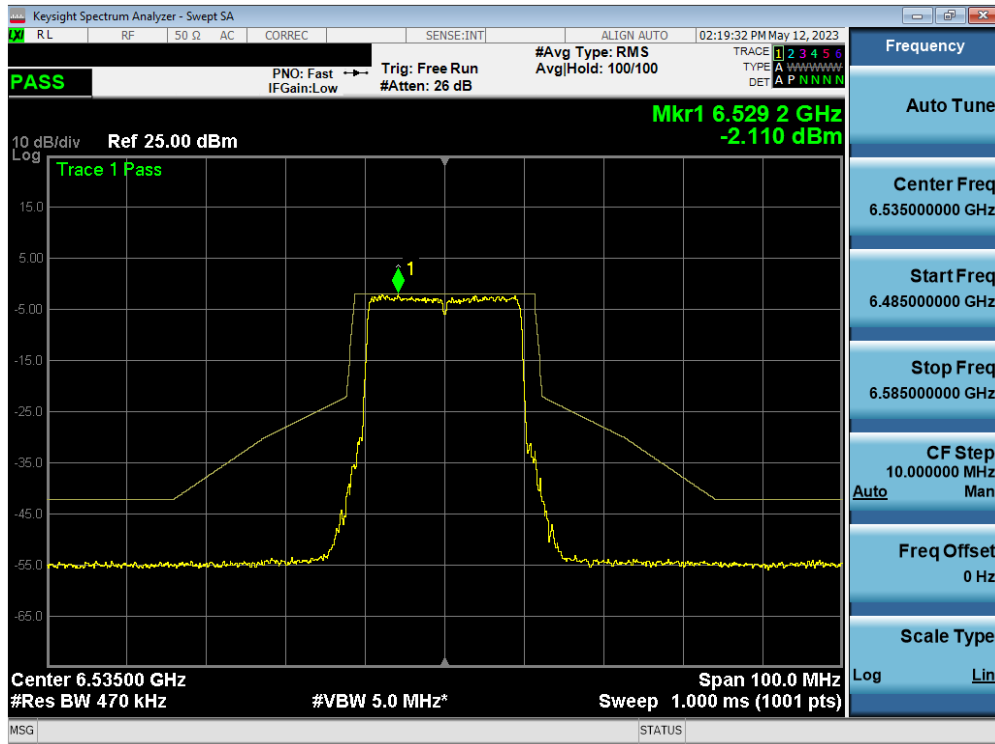 Keysight Spectrum Analyzer - Swept SA
LXI RL RF 50 Ω AC CORREC SENSE:INT ALIGN AUTO 02:19:32 PM May 12, 2023
PASS
PNO: Fast
IFGain:Low
Trig: Free Run
#Atten: 26 dB
#Avg Type: RMS
Avg|Hold: 100/100
TRACE 1 2 3 4 5 6
TYPE A WWWWW
DET A P N N N N
Mkr1 6.529 2 GHz
-2.110 dBm
10 dB/div
Log
Ref 25.00 dBm
Trace 1 Pass
15.0
5.00
1
-5.00
-15.0
-25.0
-35.0
-45.0
-55.0
-65.0
Center 6.53500 GHz
Span 100.0 MHz
#Res BW 470 kHz
#VBW 5.0 MHz*
Sweep 1.000 ms (1001 pts)
MSG
STATUS
Frequency
Auto Tune
Center Freq
6.535000000 GHz
Start Freq
6.485000000 GHz
Stop Freq
6.585000000 GHz
CF Step
10.000000 MHz
Auto Man
Freq Offset
0 Hz
Scale Type
Log Lin